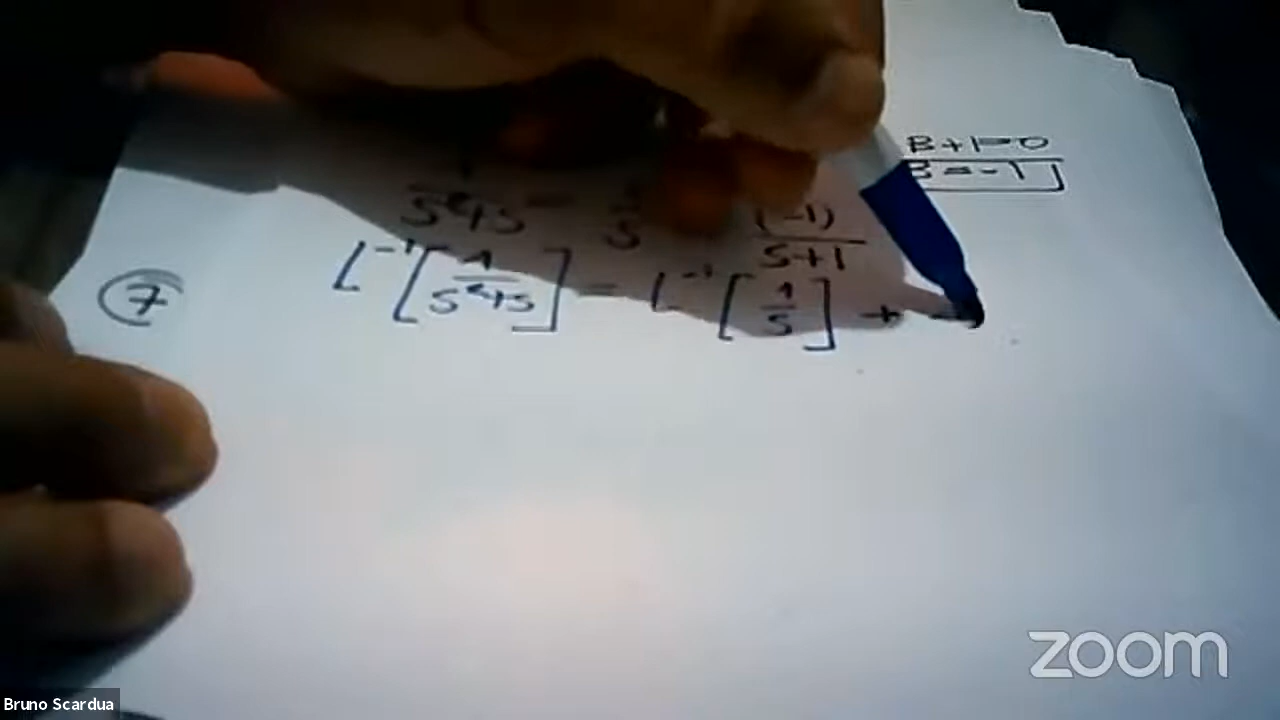 B+1=0
B=-1
1/(s²+s) = 1/s + (-1)/(s+1)
⑦ L⁻¹[1/(s²+s)] = L⁻¹[1/s] +
zoom
Bruno Scardua